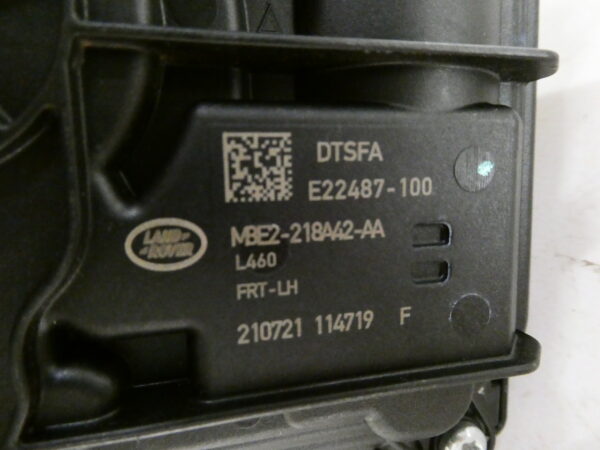 DTSFA
E22487-100
LAND-
-ROVER
MBE2-218A42-AA
L460
FRT-LH
210721 114719 F